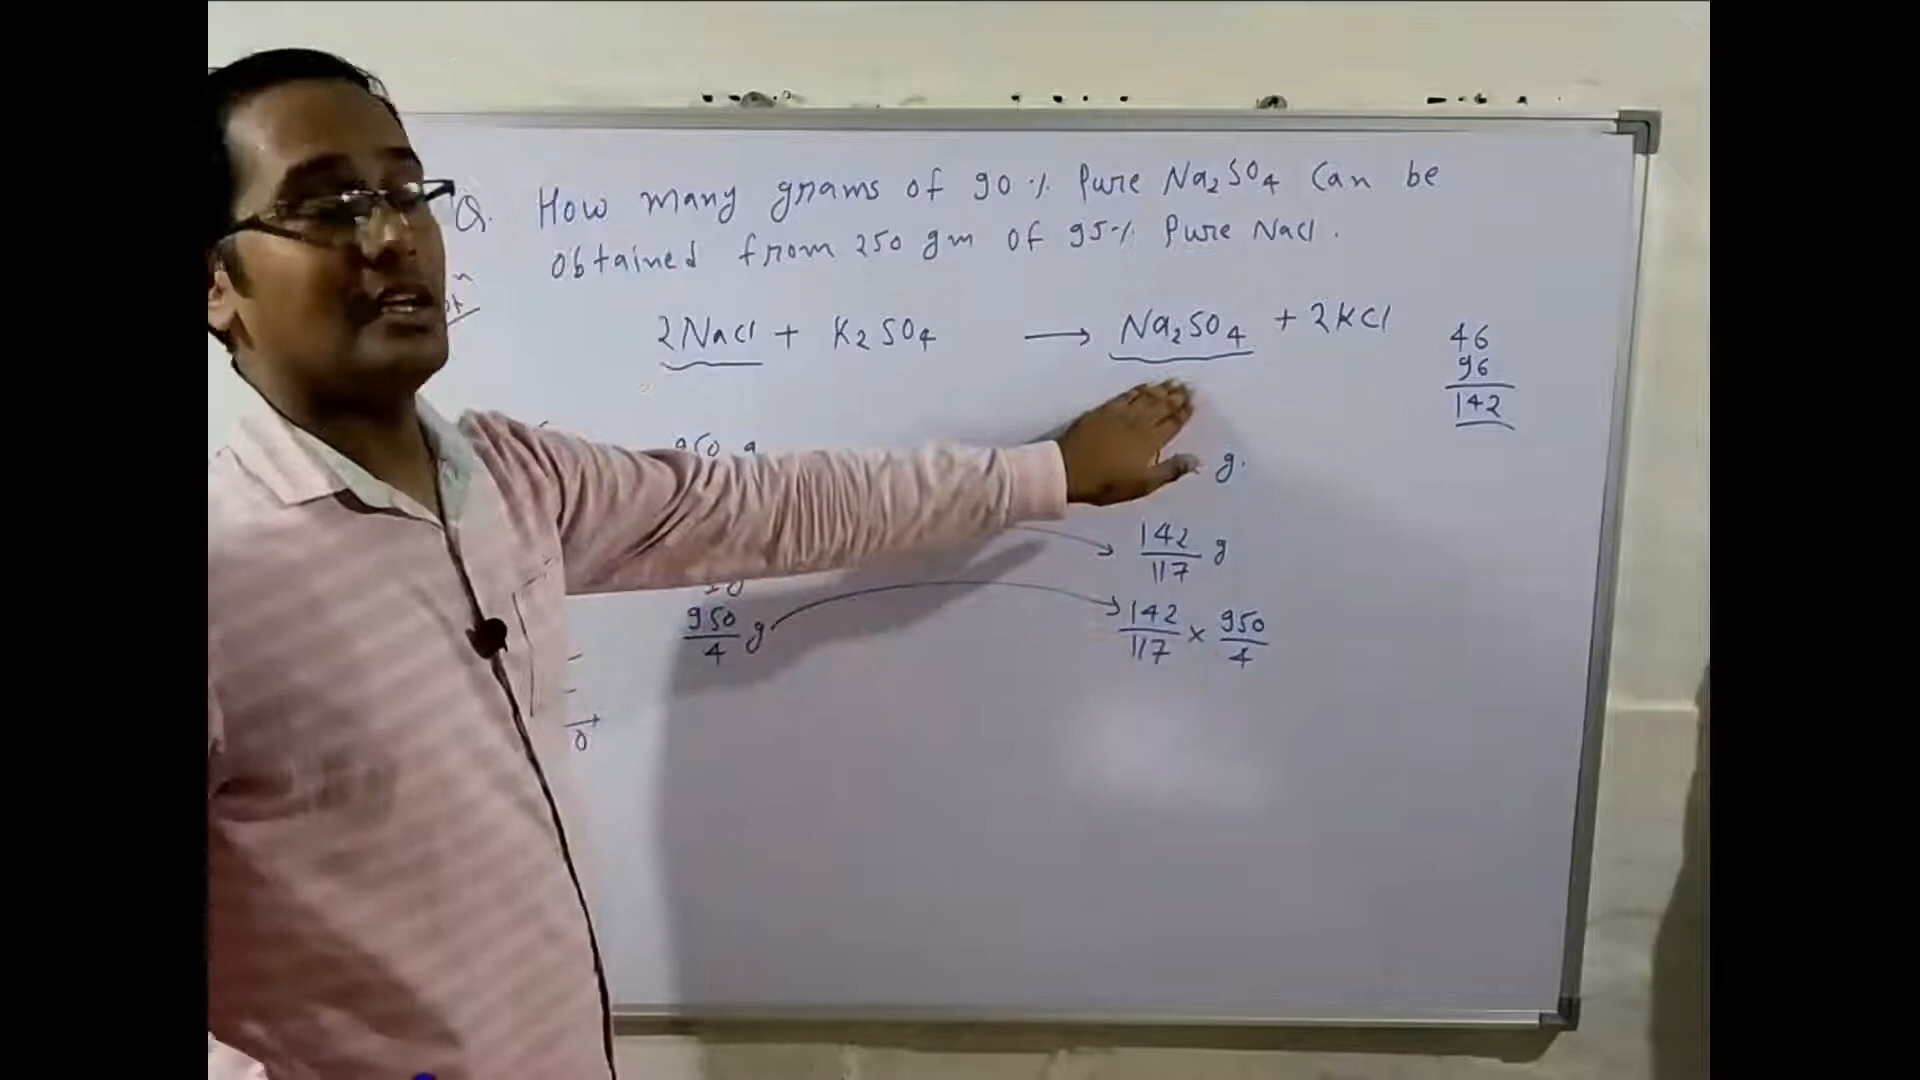 Q. How many grams of 90% Pure Na2SO4 Can be
obtained from 250 gm of 95% Pure NaCl.
2NaCl + K2SO4 → Na2SO4 + 2KCl
46
96
142
g.
142/117 g
950/4 g → 142/117 × 950/4